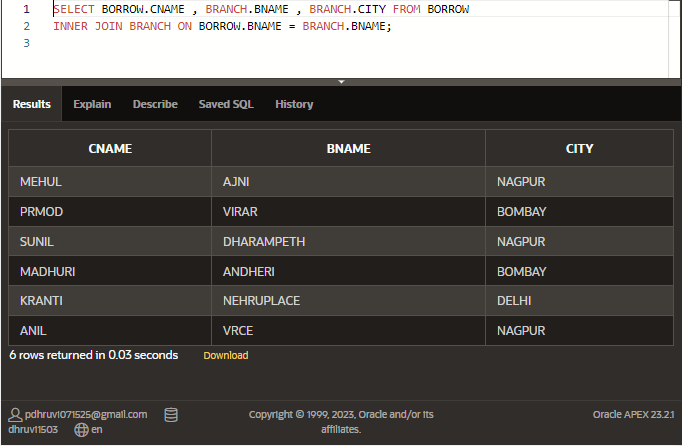 1 SELECT BORROW.CNAME , BRANCH.BNAME , BRANCH.CITY FROM BORROW
2 INNER JOIN BRANCH ON BORROW.BNAME = BRANCH.BNAME;
3
Results Explain Describe Saved SQL History
CNAME BNAME CITY
MEHUL AJNI NAGPUR
PRMOD VIRAR BOMBAY
SUNIL DHARAMPETH NAGPUR
MADHURI ANDHERI BOMBAY
KRANTI NEHRUPLACE DELHI
ANIL VRCE NAGPUR
6 rows returned in 0.03 seconds Download
pdhruvi071525@gmail.com
dhruvi1503 en
Copyright © 1999, 2023, Oracle and/or its
affiliates.
Oracle APEX 23.2.1